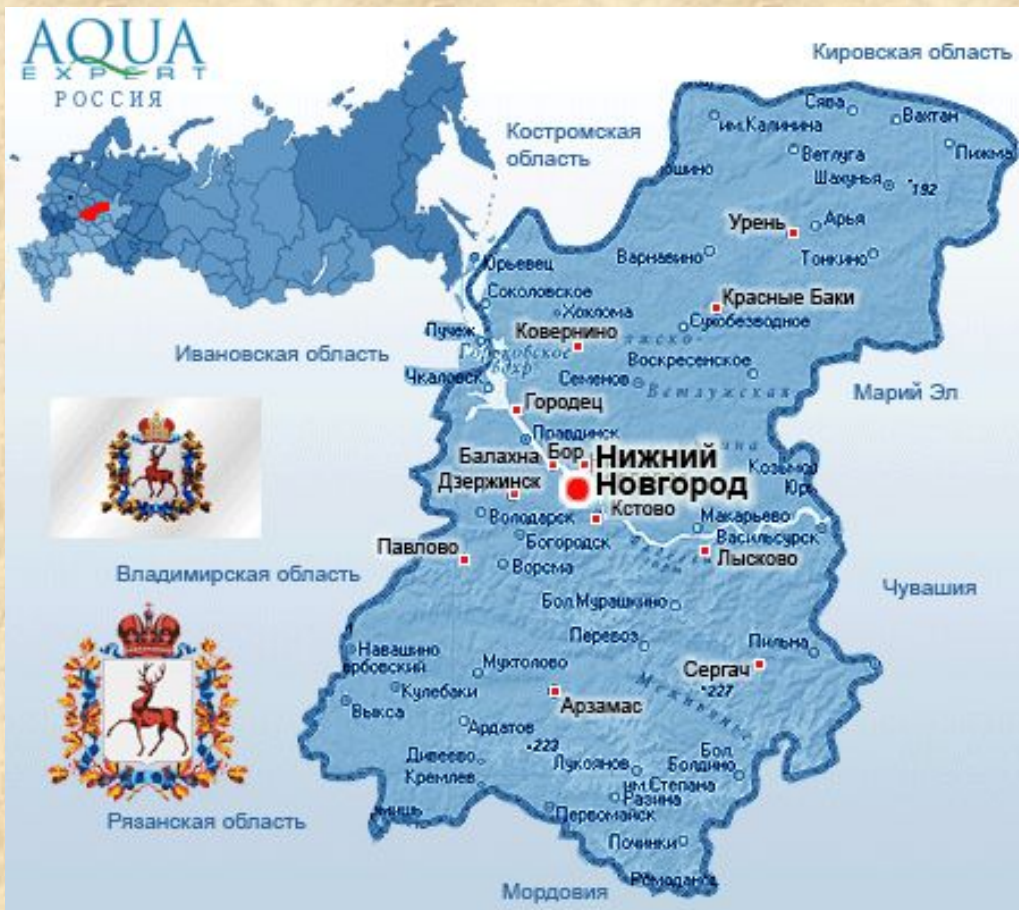 AQUA
EXPERT
РОССИЯ
Кировская область
Костромская
область
Сява
Вахтан
им.Калинина
Ветлуга
Пижма
Шахунья
192
Урень
Арья
Варнавино
Тонкино
Юрьевец
Соколовское
Хохлома
Красные Баки
Сухобезводное
Пучеж
Ковернино
Ивановская область
Горьковское
вдхр.
Воскресенское
Чкаловск
Семенов
Ветлужская
Марий Эл
Городец
Правдинск
Балахна
Бор
Нижний
Новгород
Дзержинск
Кстово
Макарьево
Володарск
Васильсурск
Богородск
Лысково
Павлово
Ворсма
Владимирская область
Чувашия
Бол.Мурашкино
Перевоз
Пильна
Навашино
Мухтолово
Сергач
Кулебаки
227
Выкса
Арзамас
Ардатов
223
Дивеево
Лукоянов
Бол.
Болдино
Кремлев
им.Степана
Разина
Первомайск
Рязанская область
Починки
Мордовия